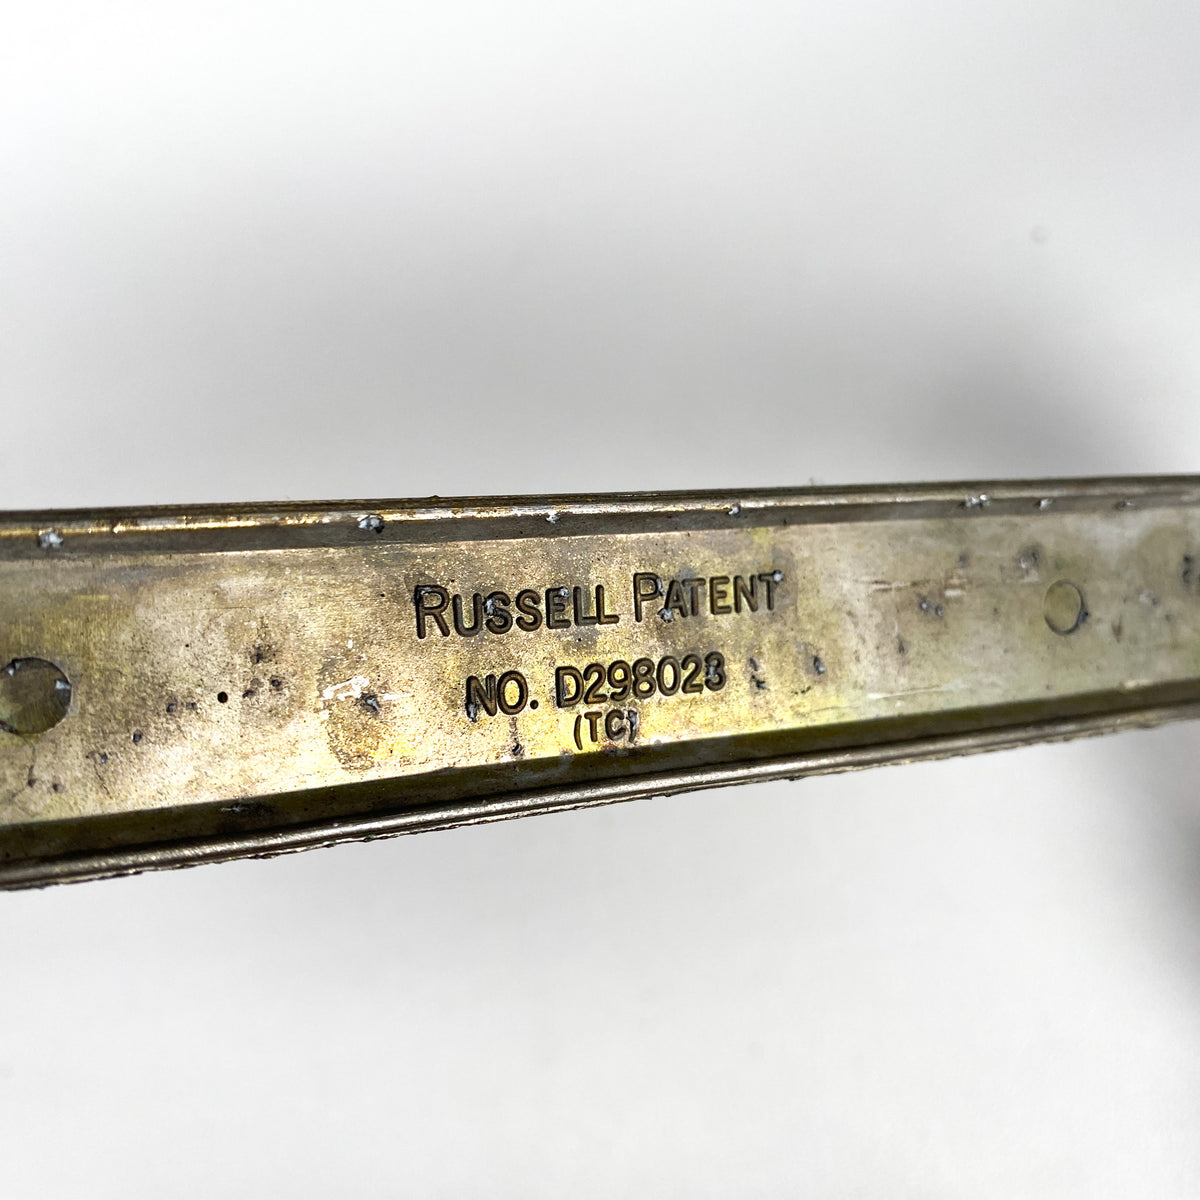 RUSSELL PATENT
NO. D298023
(TC)